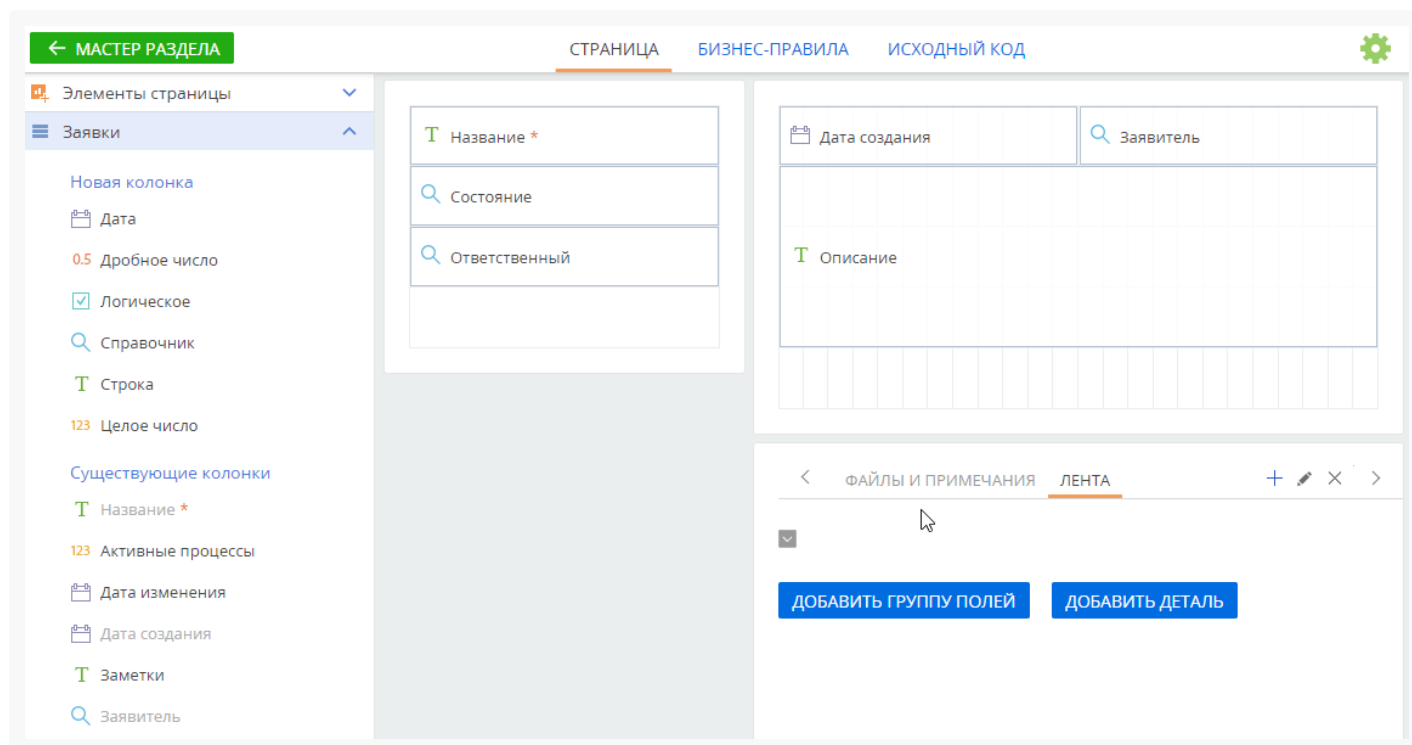 МАСТЕР РАЗДЕЛА
СТРАНИЦА БИЗНЕС-ПРАВИЛА ИСХОДНЫЙ КОД
Элементы страницы
Заявки
Новая колонка
Дата
0.5 Дробное число
Логическое
Справочник
T Строка
123 Целое число
Существующие колонки
T Название *
123 Активные процессы
Дата изменения
Дата создания
T Заметки
Заявитель
T Название *
Состояние
Ответственный
Дата создания Заявитель
T Описание
ФАЙЛЫ И ПРИМЕЧАНИЯ ЛЕНТА
ДОБАВИТЬ ГРУППУ ПОЛЕЙ ДОБАВИТЬ ДЕТАЛЬ